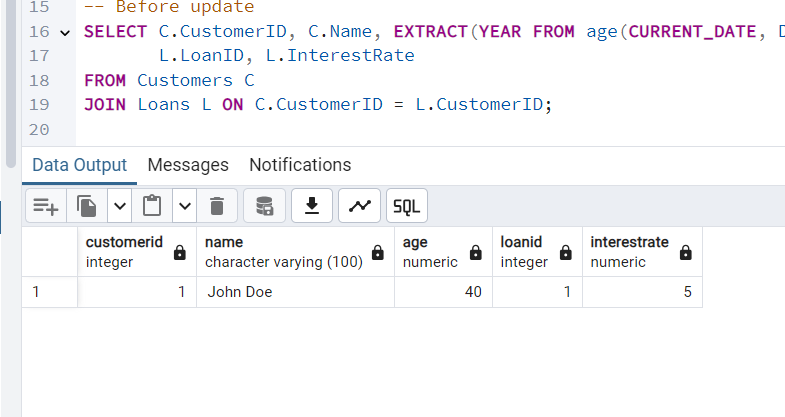 15 -- Before update
16 SELECT C.CustomerID, C.Name, EXTRACT(YEAR FROM age(CURRENT_DATE, D
17 L.LoanID, L.InterestRate
18 FROM Customers C
19 JOIN Loans L ON C.CustomerID = L.CustomerID;
20
Data Output Messages Notifications
SQL
customerid name age loanid interestrate
integer character varying (100) numeric integer numeric
1 1 John Doe 40 1 5